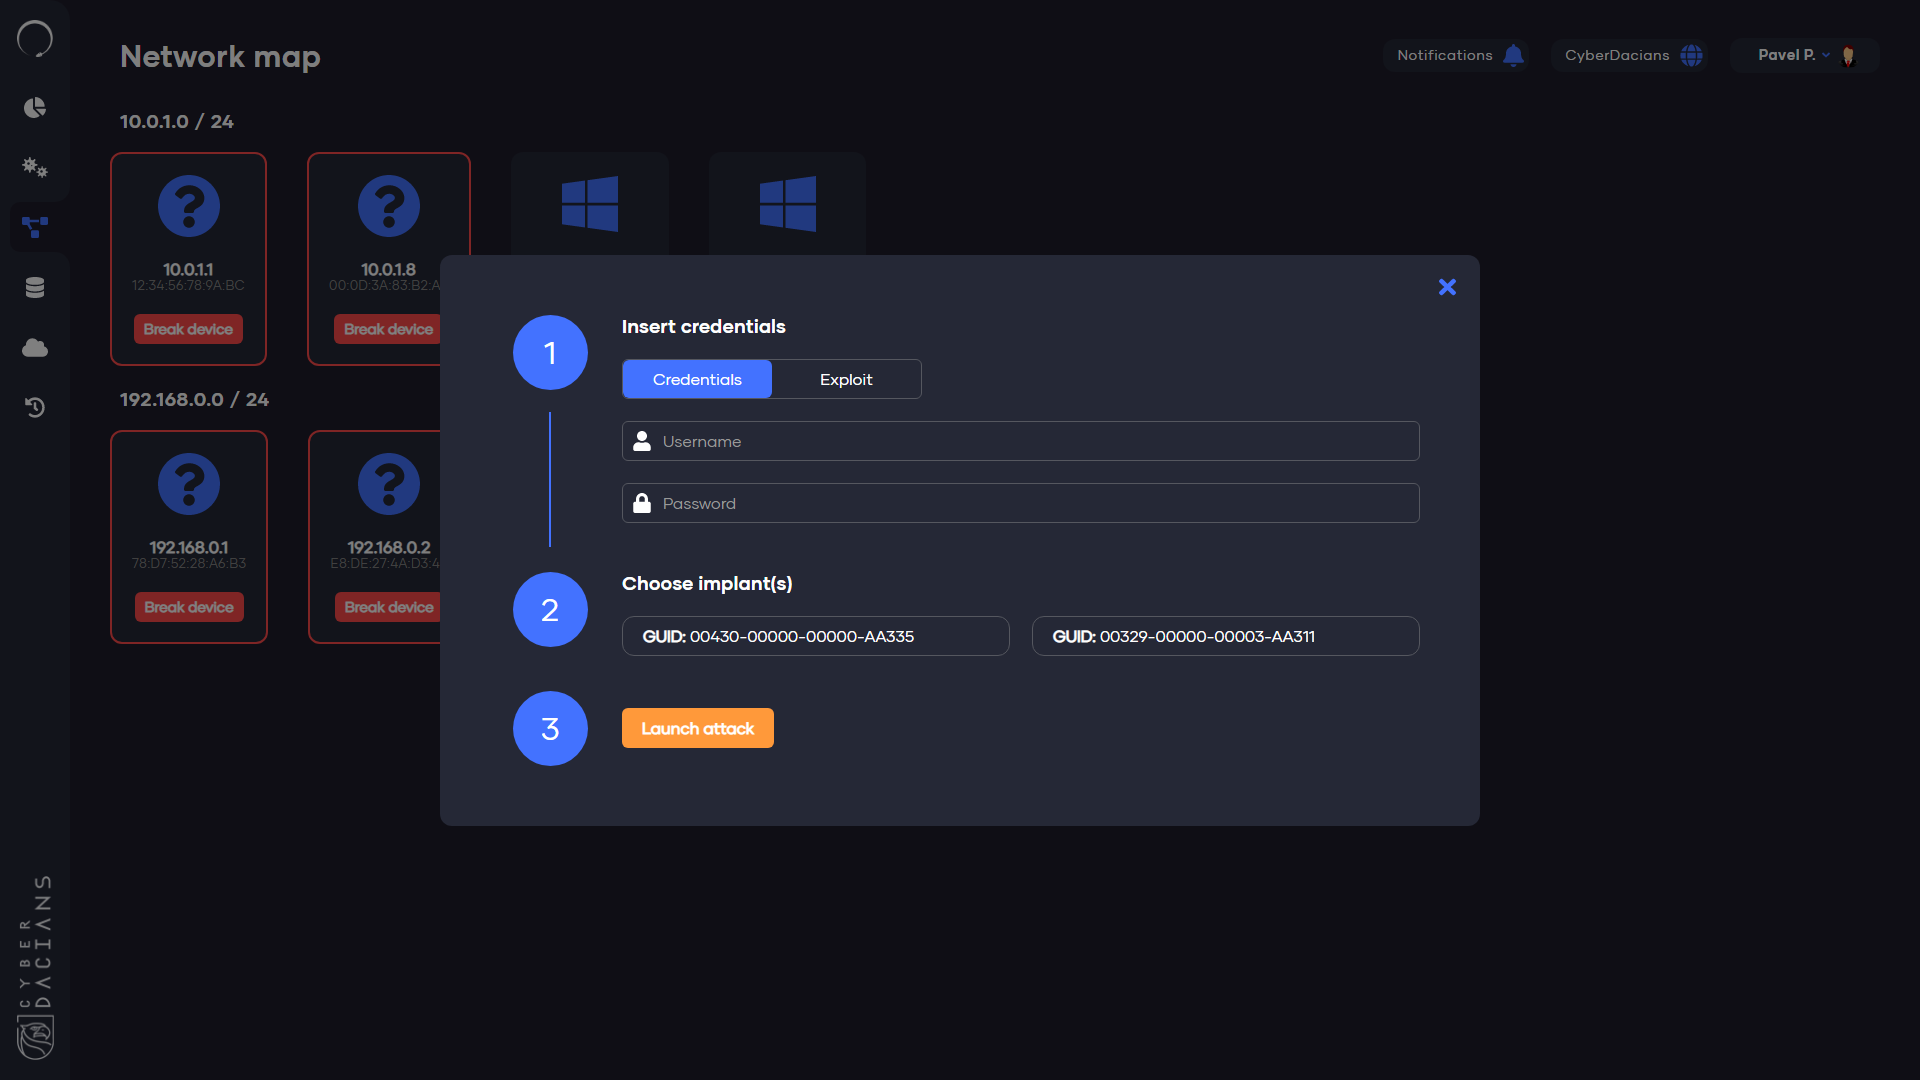 Network map
Notifications
CyberDacians
Pavel P.
10.0.1.0 / 24
10.0.1.1
12:34:56:78:9A:BC
Break device
10.0.1.8
00:0D:3A:83:B2:A
Break device
192.168.0.0 / 24
192.168.0.1
78:D7:52:28:A6:B3
Break device
192.168.0.2
E8:DE:27:4A:D3:4
Break device
1
Insert credentials
Credentials
Exploit
Username
Password
2
Choose implant(s)
GUID: 00430-00000-00000-AA335
GUID: 00329-00000-00003-AA311
3
Launch attack
CYBER
DACIANS